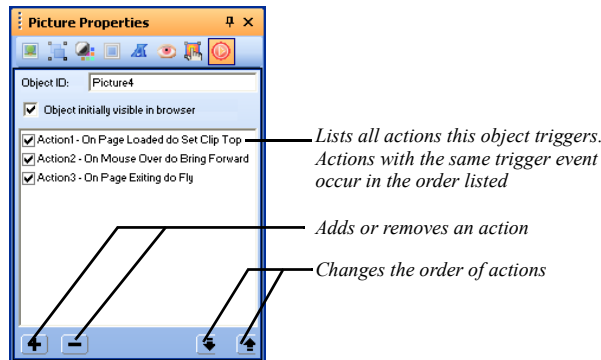 Picture Properties
Object ID: Picture4
Object initially visible in browser
Action1 - On Page Loaded do Set Clip Top
Action2 - On Mouse Over do Bring Forward
Action3 - On Page Exiting do Fly
Lists all actions this object triggers.
Actions with the same trigger event
occur in the order listed
Adds or removes an action
Changes the order of actions